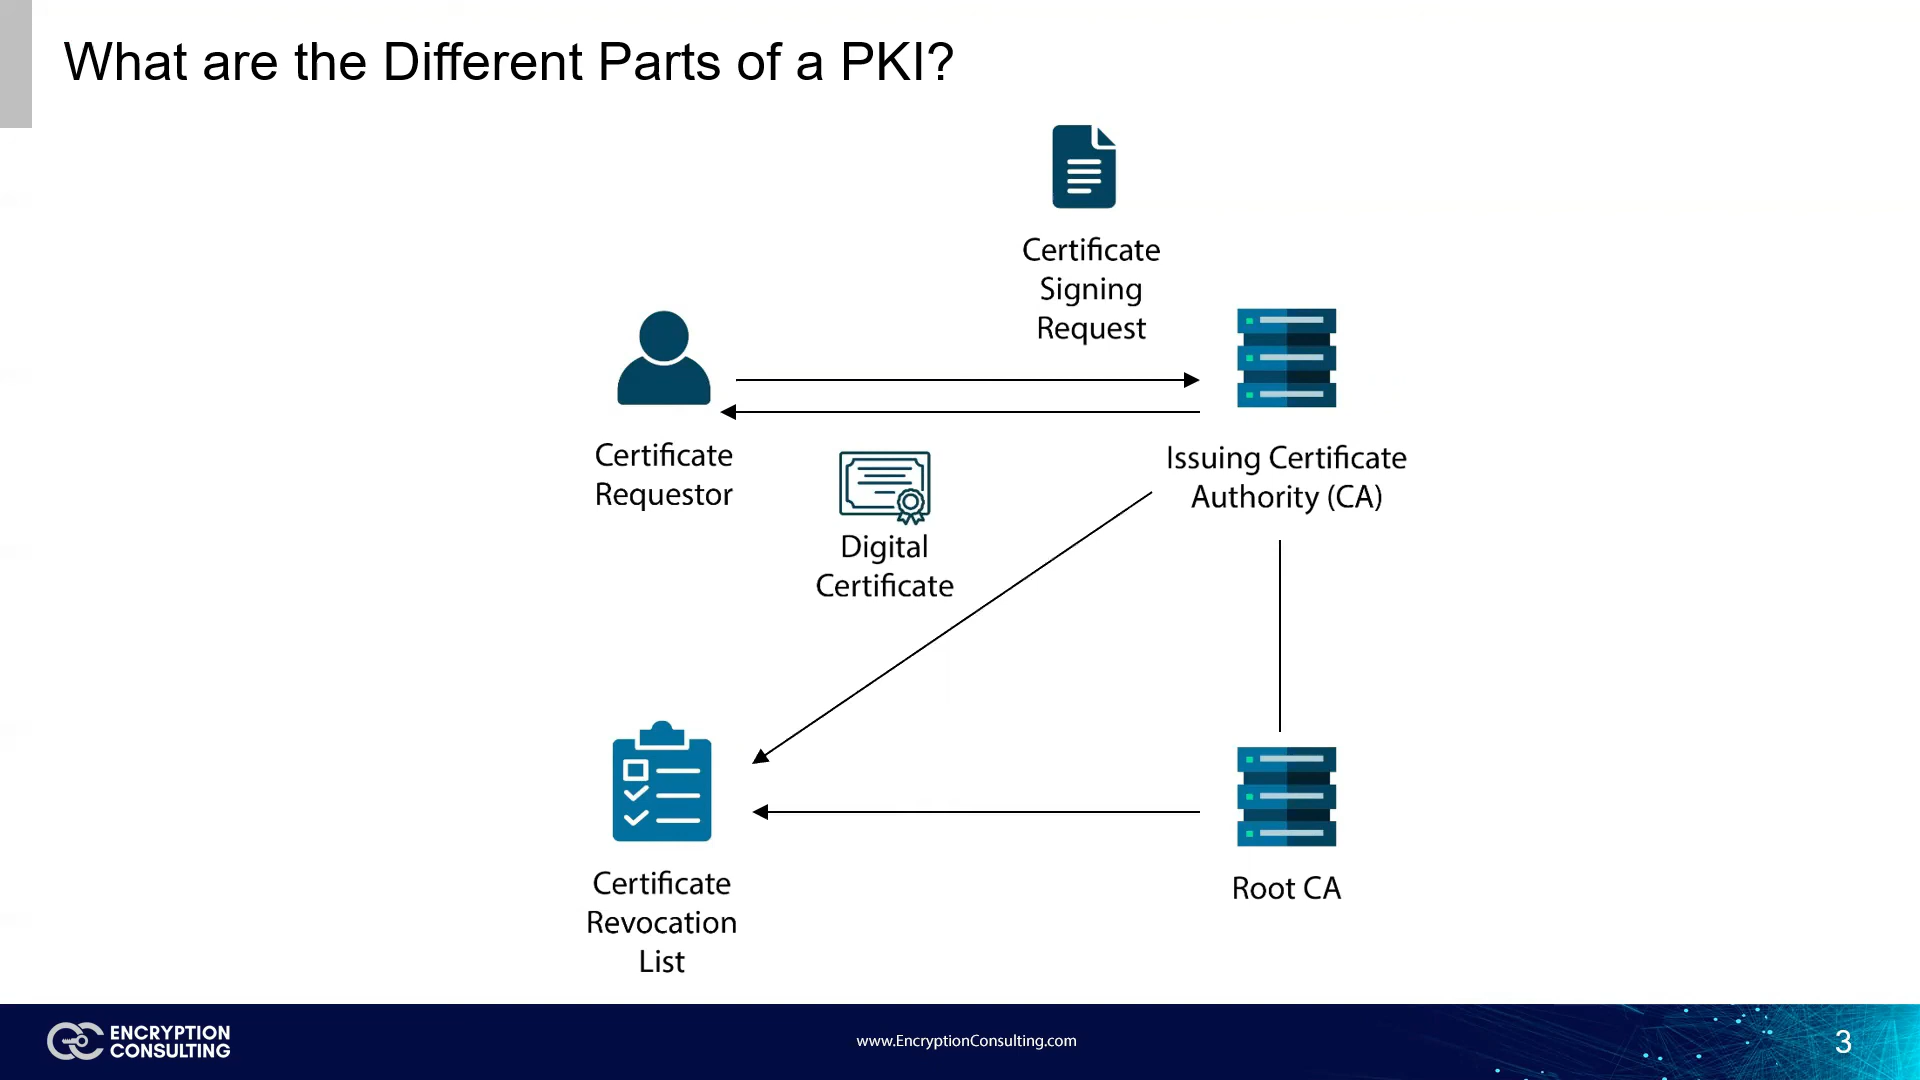 What are the Different Parts of a PKI?
Certificate
Signing
Request
Certificate
Requestor
Issuing Certificate
Authority (CA)
Digital
Certificate
Certificate
Revocation
List
Root CA
ENCRYPTION
CONSULTING
www.EncryptionConsulting.com
3